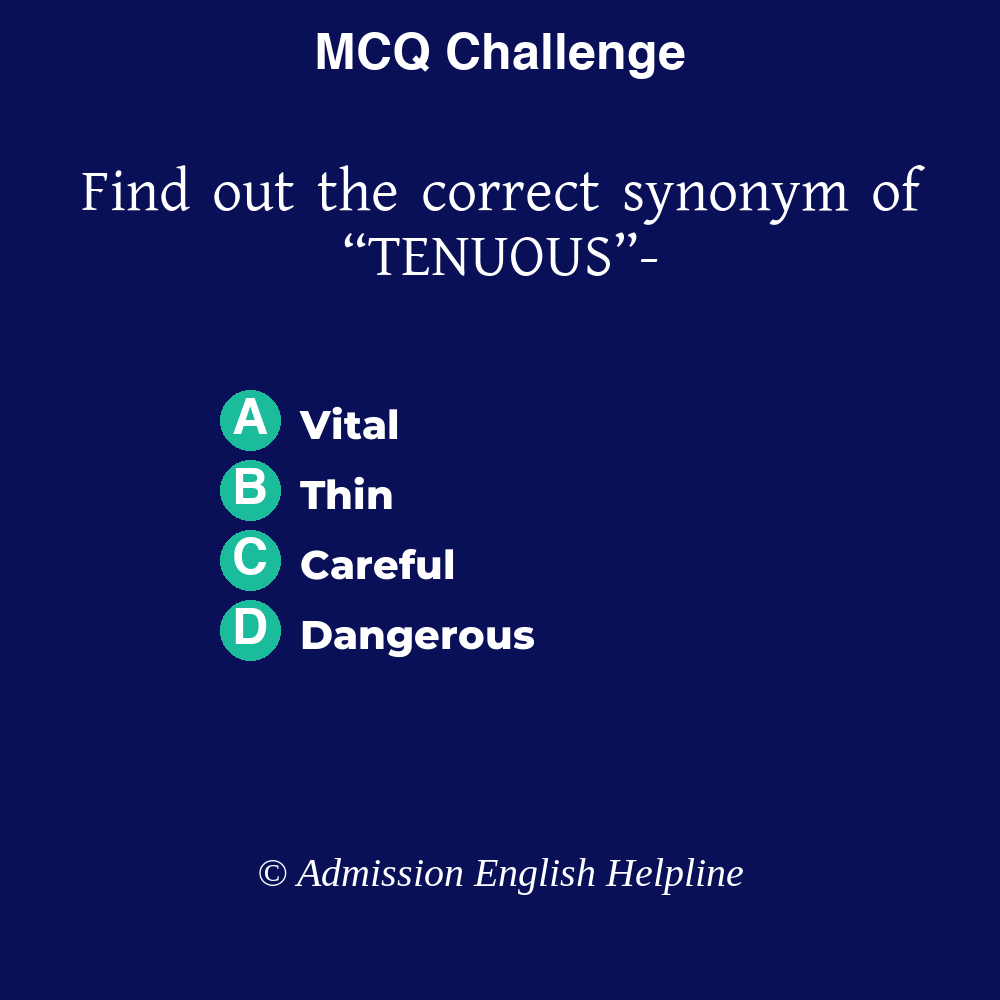 MCQ Challenge
Find out the correct synonym of
“TENUOUS”-
A Vital
B Thin
C Careful
D Dangerous
© Admission English Helpline